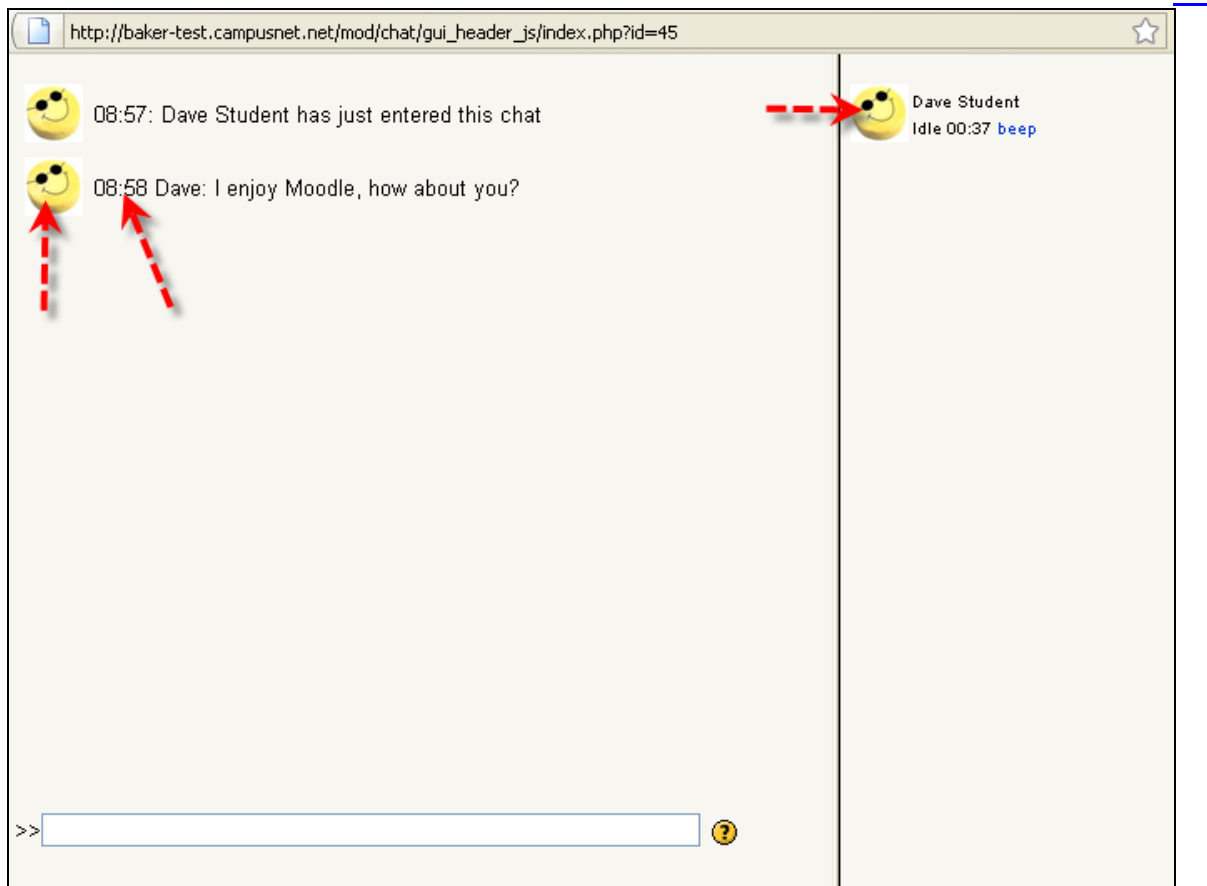 http://baker-test.campusnet.net/mod/chat/gui_header_js/index.php?id=45
08:57: Dave Student has just entered this chat
08:58 Dave: I enjoy Moodle, how about you?
Dave Student
Idle 00:37 beep
>>
?